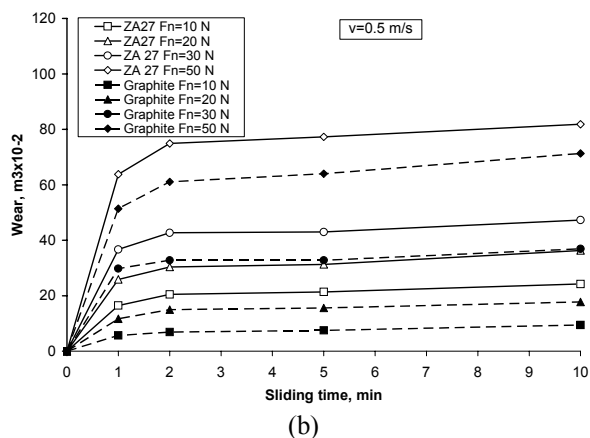 120
100
80
60
40
20
0
Wear, m3x10-2
ZA27 Fn=10 N
ZA27 Fn=20 N
ZA 27 Fn=30 N
ZA 27 Fn=50 N
Graphite Fn=10 N
Graphite Fn=20 N
Graphite Fn=30 N
Graphite Fn=50 N
v=0.5 m/s
0 1 2 3 4 5 6 7 8 9 10
Sliding time, min
(b)